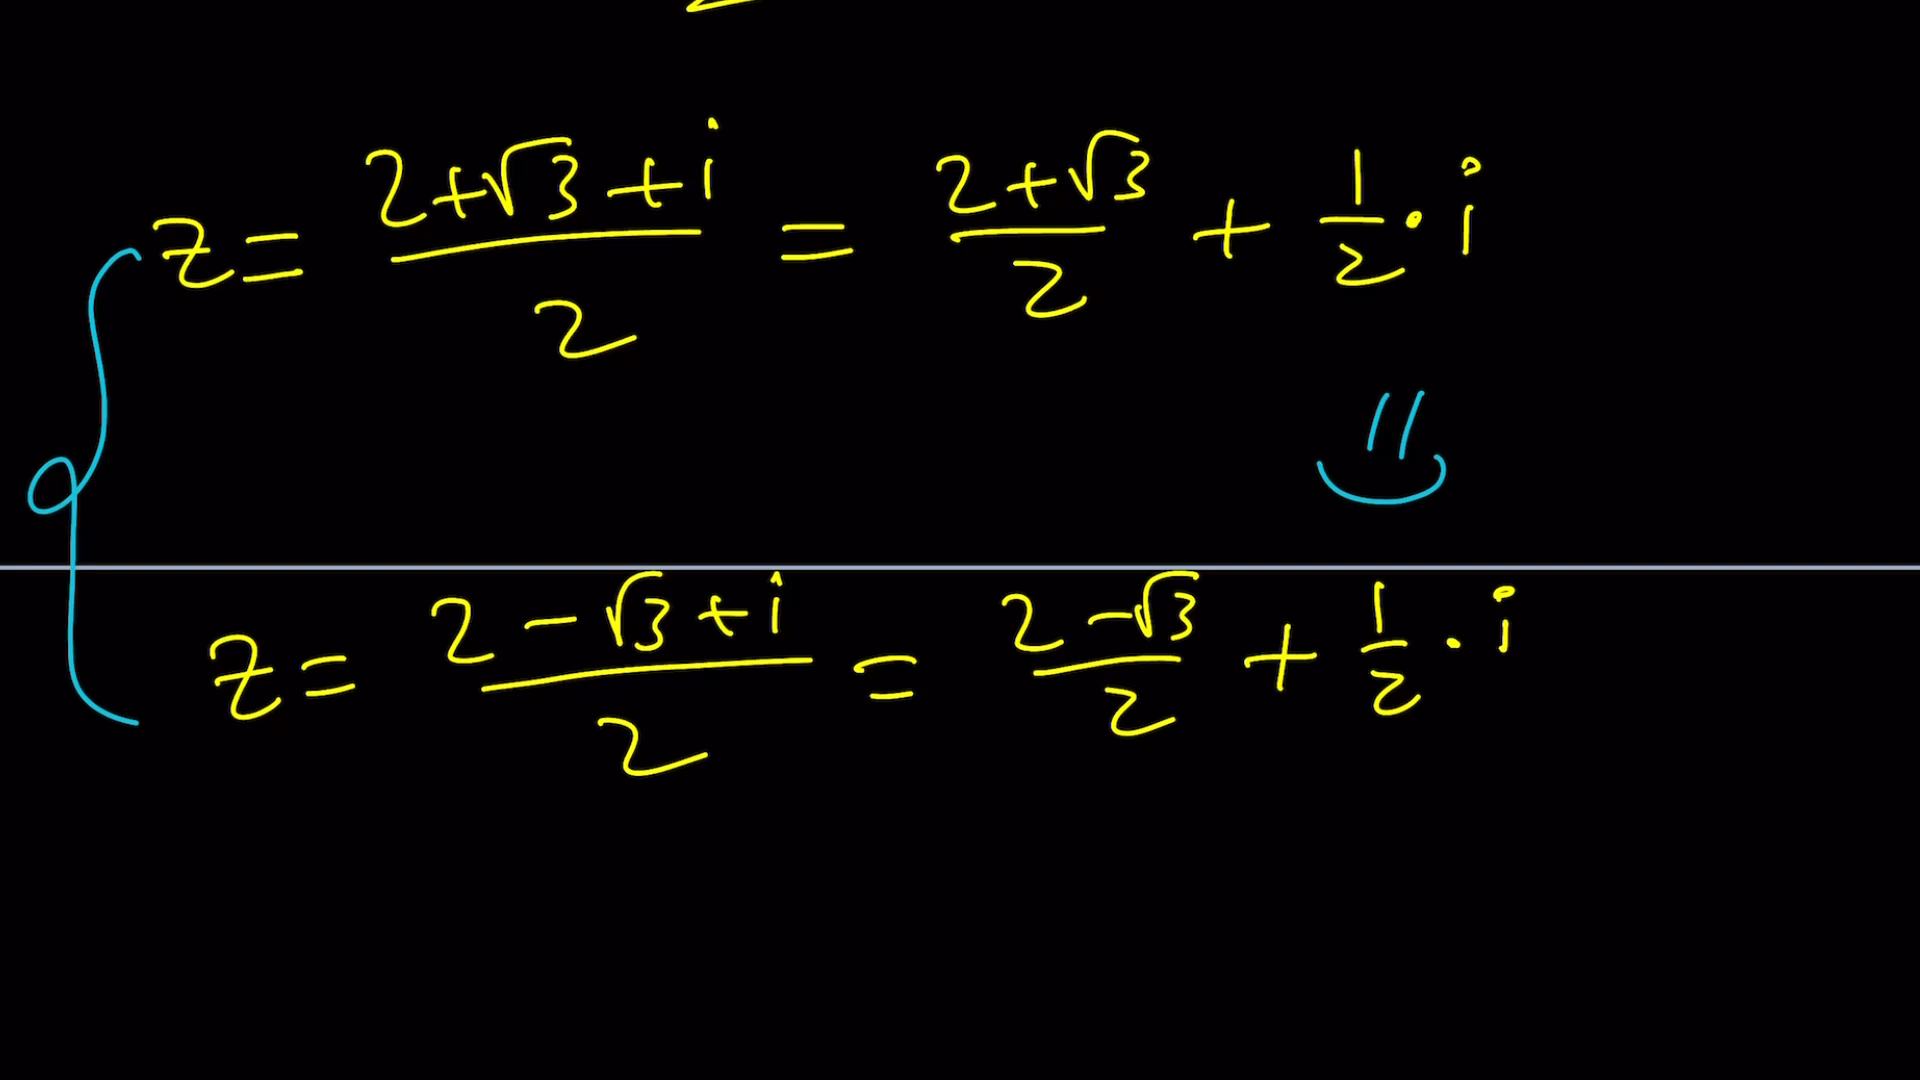 z = (2+√3+i)/2 = (2+√3)/2 + 1/2 · i
z = (2-√3+i)/2 = (2-√3)/2 + 1/2 · i